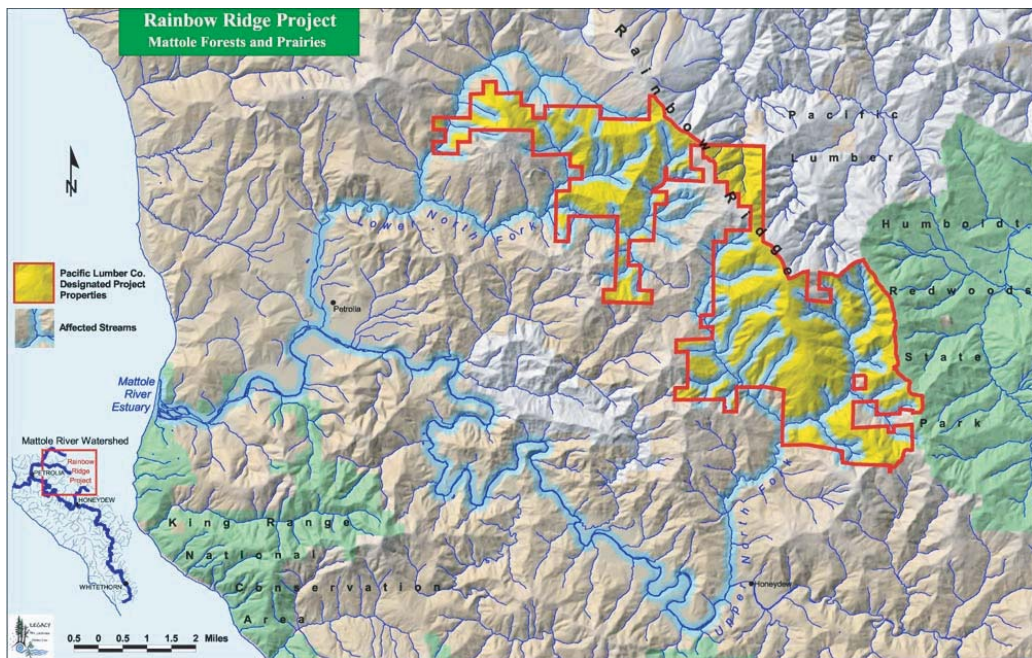 Rainbow Ridge Project
Mattole Forests and Prairies
Rainbow Ridge
Pacific
Lumber
Humboldt
Redwoods
State
Park
N
Lower North Fork
Pacific Lumber Co.
Designated Project
Properties
Affected Streams
Petrolia
Mattole
River
Estuary
Mattole River Watershed
Rainbow
Ridge
Project
PETROLIA
HONEYDEW
WHITETHORN
King Range
National
Conservation
Area
Upper North Fork
Honeydew
LEGACY
0.5 0 0.5 1 1.5 2 Miles